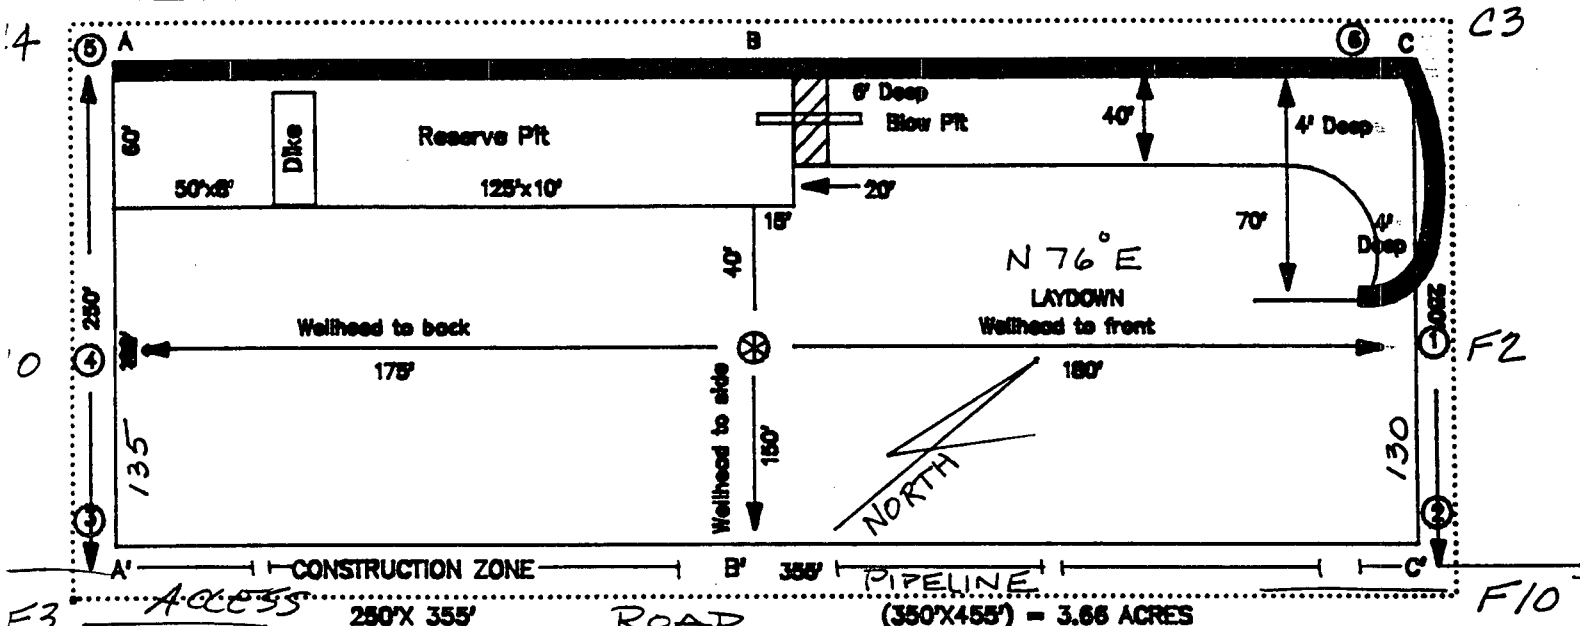 C3
5 A B 6 C
60'
Dike
Reserve Pit
6' Deep
Blow Pit
40'
4' Deep
50'x6' 125'x10'
20'
15'
40'
70'
4'
Deep
N 76° E
LAYDOWN
250'
Wellhead to back
Wellhead to front
4
175'
180'
1 F2
Wellhead to side
150'
135
130
NORTH
3
2
A' CONSTRUCTION ZONE B' 355' PIPELINE C'
F3 ACCESS ROAD F10
250'X 355' (350'X455') = 3.66 ACRES